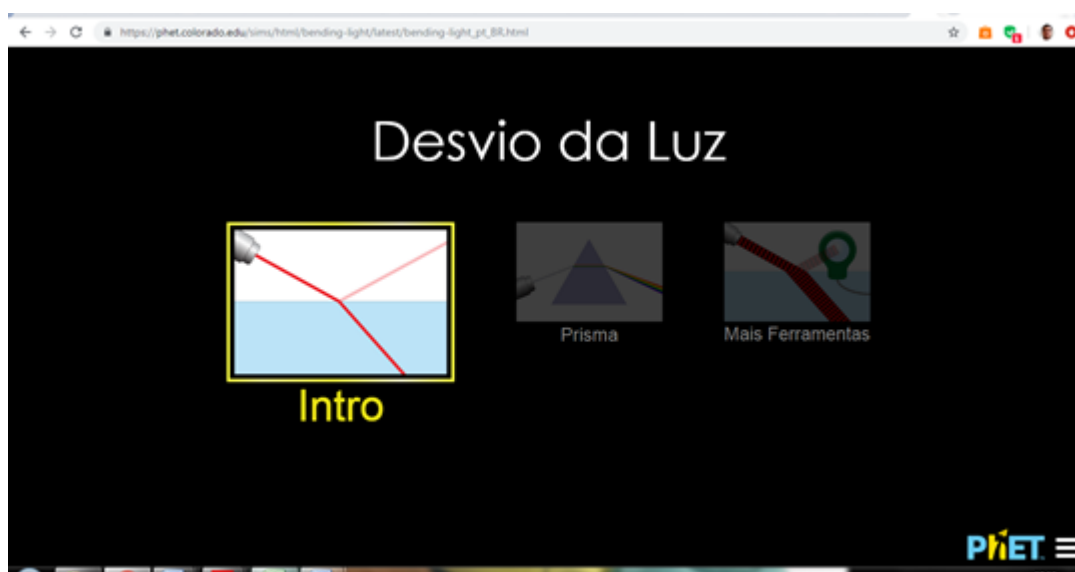 https://phet.colorado.edu/sims/html/bending-light/latest/bending-light_pt_BR.html
Desvio da Luz
Prisma
Mais Ferramentas
Intro
PhET